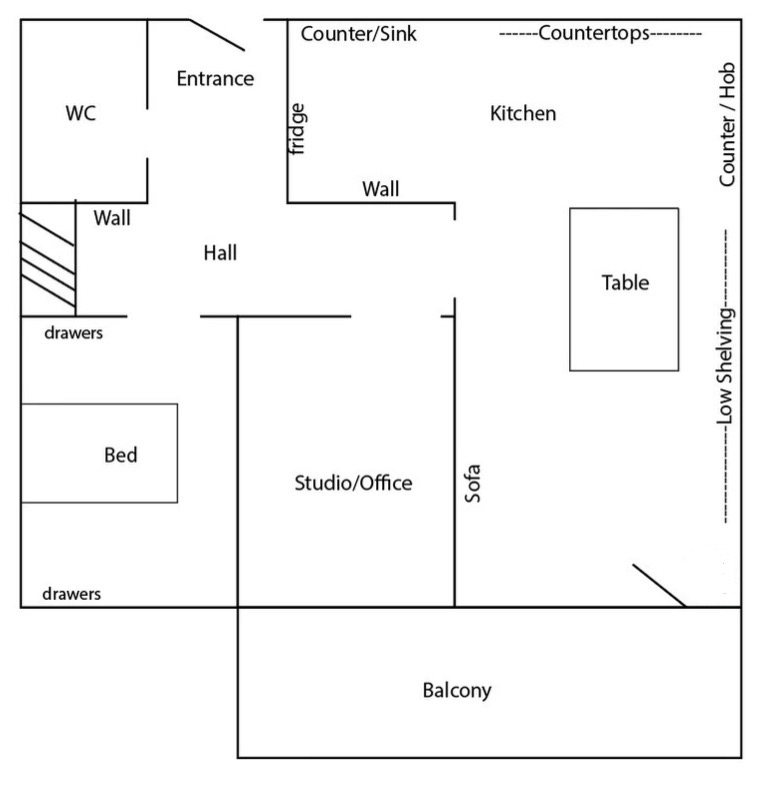 Counter/Sink
------Countertops--------
Entrance
WC
fridge
Kitchen
Counter / Hob
Wall
Wall
Hall
Table
drawers
---------Low Shelving-----------
Bed
Studio/Office
Sofa
drawers
Balcony